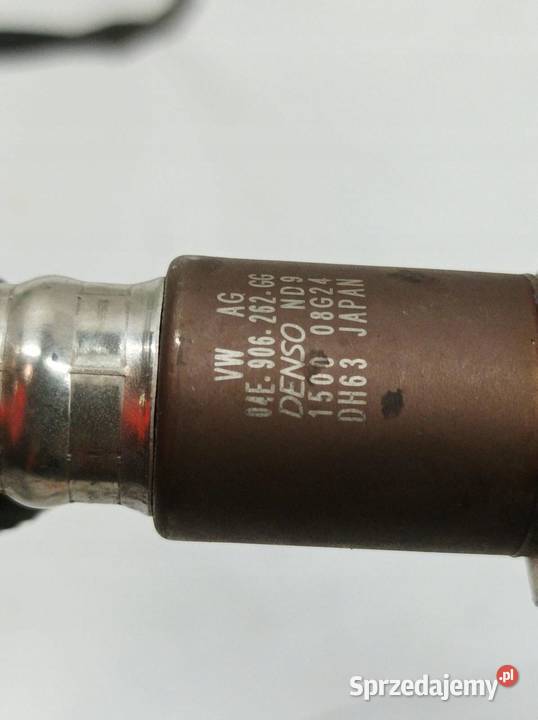 VW AG
04E.906.262.GG
DENSO ND9
1500 08G24
DH63 JAPAN
Sprzedajemy.pl